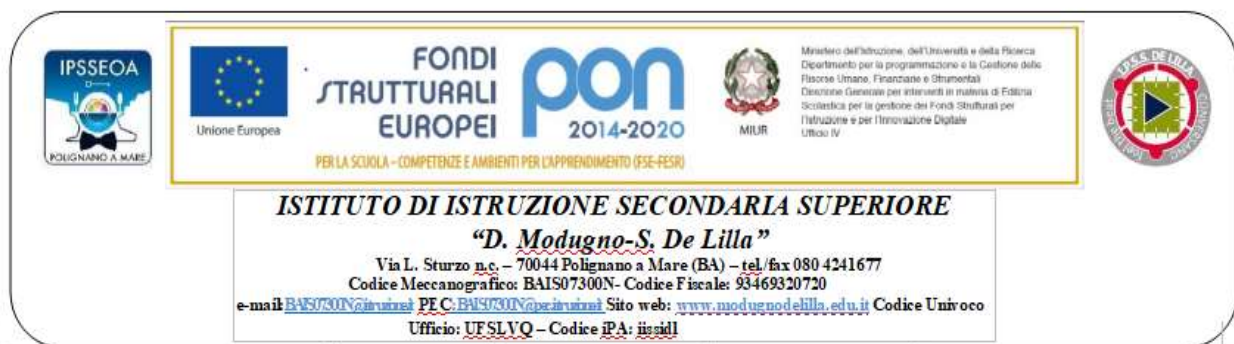 IPSSEOA
POLIGNANO A MARE
Unione Europea
FONDI
STRUTTURALI
EUROPEI
pon
2014-2020
PER LA SCUOLA - COMPETENZE E AMBIENTI PER L'APPRENDIMENTO (FSE-FESR)
MIUR
Ministero dell'Istruzione, dell'Università e della Ricerca
Dipartimento per la programmazione e la Gestione delle
Risorse Umane, Finanziarie e Strumentali
Direzione Generale per interventi in materia di Edilizia
Scolastica per la gestione dei Fondi Strutturali per
l'Istruzione e per l'Innovazione Digitale
Ufficio IV
I.P.S.S. DE LILLA
CONVERSANO
ISTITUTO DI ISTRUZIONE SECONDARIA SUPERIORE
“D. Modugno-S. De Lilla”
Via L. Sturzo n.c. – 70044 Polignano a Mare (BA) – tel./fax 080 4241677
Codice Meccanografico: BAIS07300N- Codice Fiscale: 93469320720
e-mail: BAIS07300N@istruzione.it PEC: BAIS07300N@pec.istruzione.it Sito web: www.modugnodelilla.edu.it Codice Univoco
Ufficio: UFSLVQ – Codice iPA: iissidl